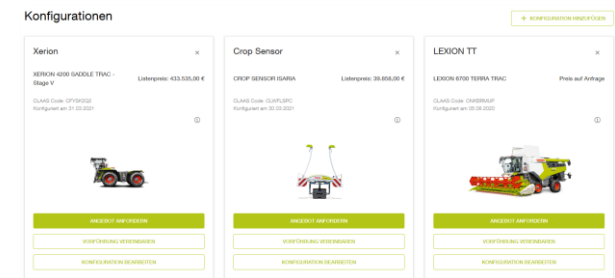 Konfigurationen
+ KONFIGURATION HINZUFÜGEN
Xerion ×
XERION 4200 SADDLE TRAC - Listenpreis: 433.535,00 €
Stage V
CLAAS Code:
Konfiguriert am: 31.03.2021
ANGEBOT ANFORDERN
VORFÜHRUNG VEREINBAREN
KONFIGURATION BEARBEITEN
Crop Sensor ×
CROP SENSOR ISARIA Listenpreis: 39.858,00 €
CLAAS Code:
Konfiguriert am: 30.03.2021
ANGEBOT ANFORDERN
VORFÜHRUNG VEREINBAREN
KONFIGURATION BEARBEITEN
LEXION TT ×
LEXION 8700 TERRA TRAC Preis auf Anfrage
CLAAS Code:
Konfiguriert am: 05.08.2020
ANGEBOT ANFORDERN
VORFÜHRUNG VEREINBAREN
KONFIGURATION BEARBEITEN